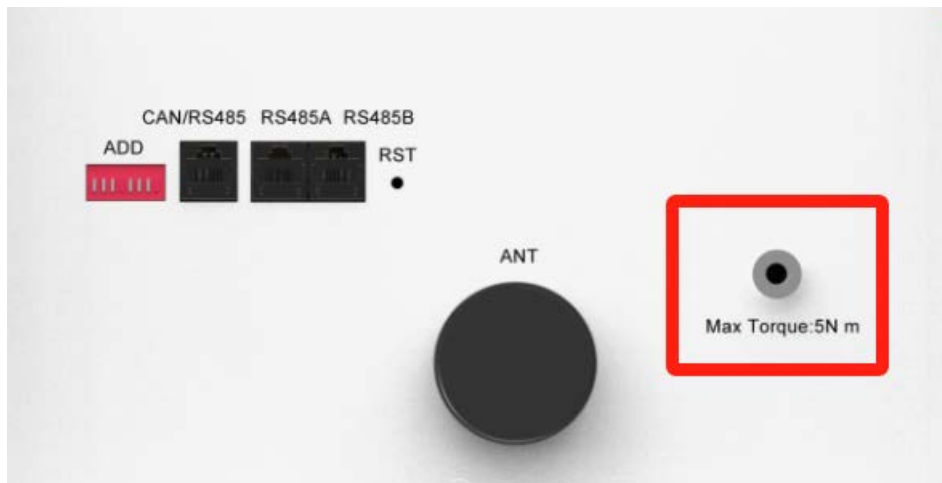 CAN/RS485 RS485A RS485B
ADD
RST
ANT
Max Torque:5N m